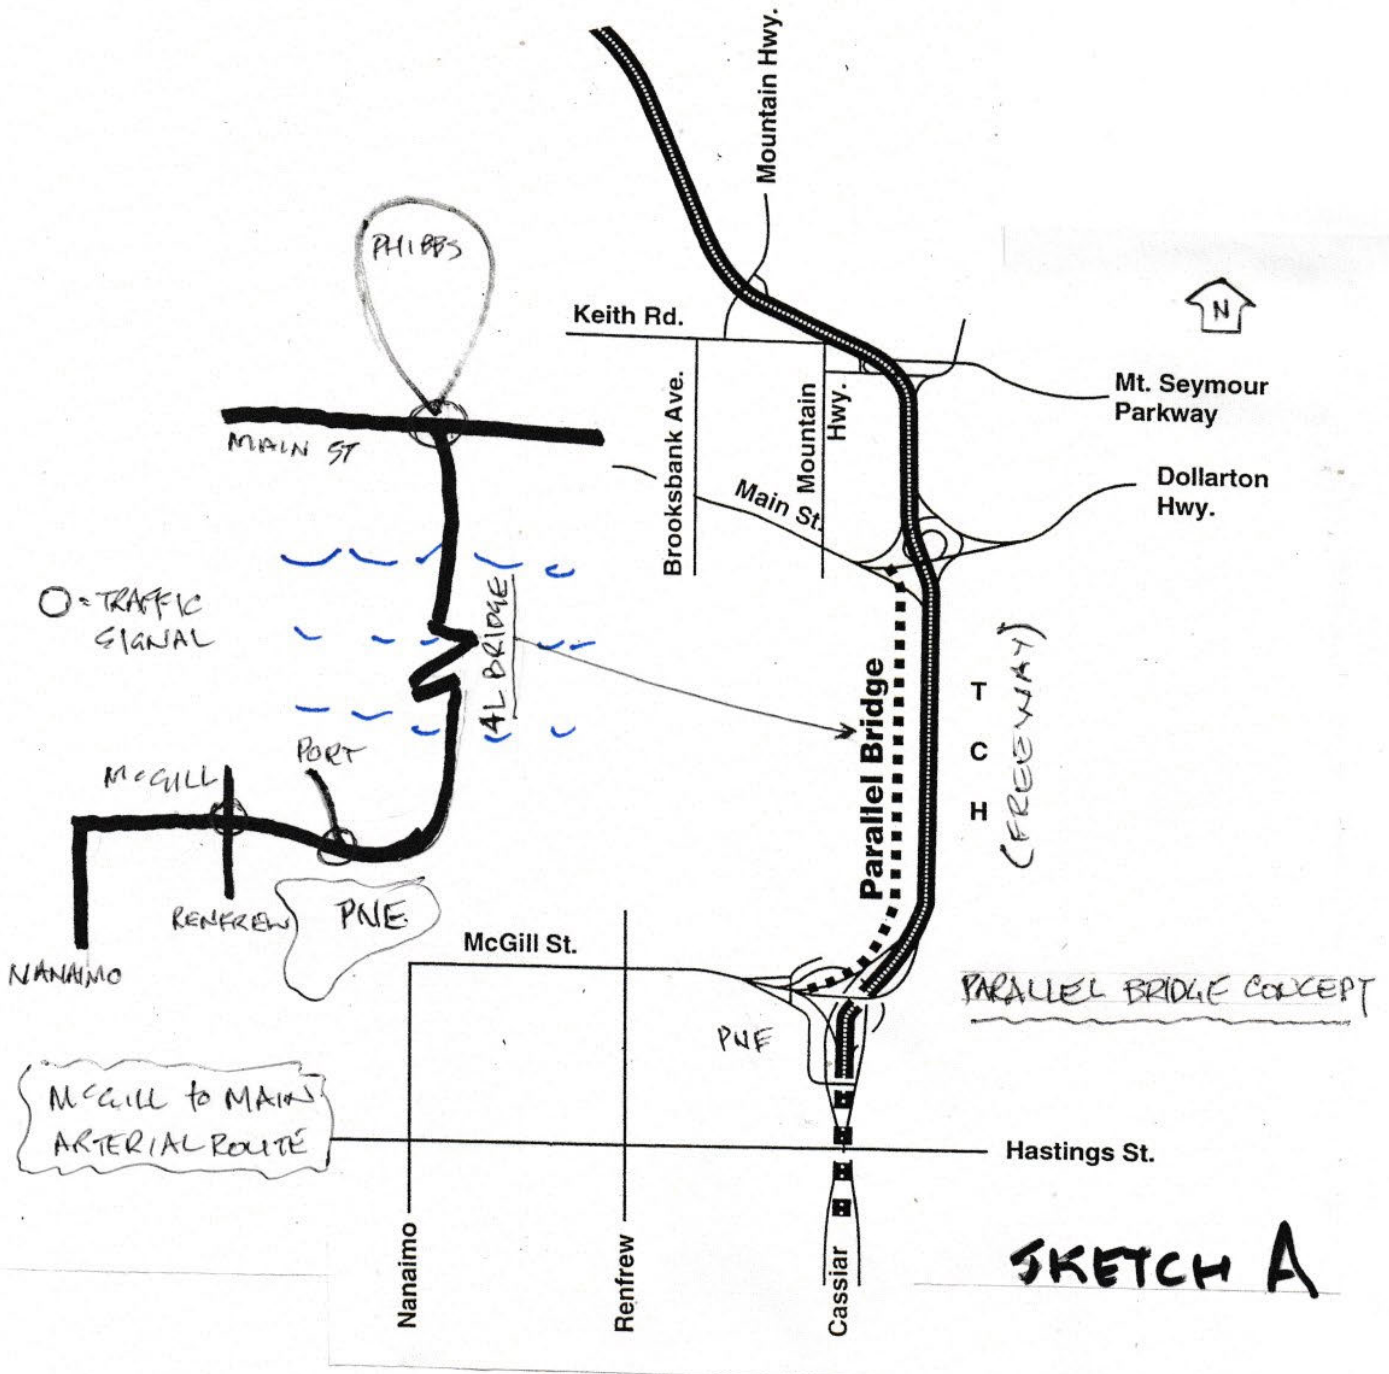 Mountain Hwy.
PHIBBS
N
Keith Rd.
Mt. Seymour
Parkway
Brooksbank Ave.
Mountain
Hwy.
MAIN ST
Main St.
Dollarton
Hwy.
O = TRAFFIC
SIGNAL
4L BRIDGE
Parallel Bridge
T
C
H
(FREEWAY)
PORT
McGILL
RENFREW
PNE
NANAIMO
McGill St.
PARALLEL BRIDGE CONCEPT
PNE
McGILL to MAIN
ARTERIAL ROUTE
Hastings St.
Nanaimo
Renfrew
Cassiar
SKETCH A